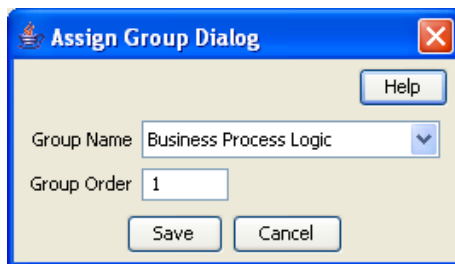 Assign Group Dialog
Help
Group Name Business Process Logic
Group Order 1
Save Cancel